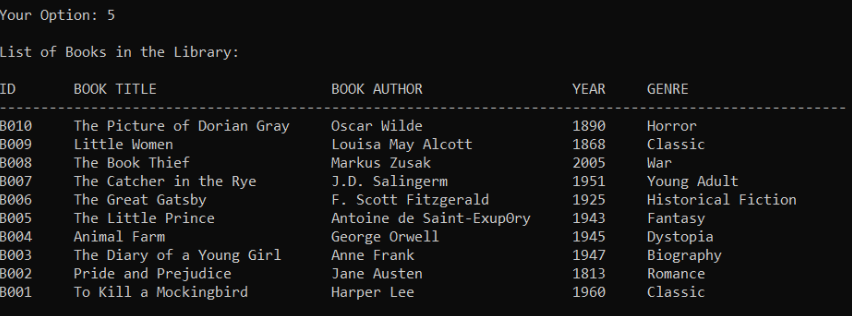 Your Option: 5
List of Books in the Library:
ID BOOK TITLE BOOK AUTHOR YEAR GENRE
----------------------------------------------------------------------------------------------------
B010 The Picture of Dorian Gray Oscar Wilde 1890 Horror
B009 Little Women Louisa May Alcott 1868 Classic
B008 The Book Thief Markus Zusak 2005 War
B007 The Catcher in the Rye J.D. Salingerm 1951 Young Adult
B006 The Great Gatsby F. Scott Fitzgerald 1925 Historical Fiction
B005 The Little Prince Antoine de Saint-Exup0ry 1943 Fantasy
B004 Animal Farm George Orwell 1945 Dystopia
B003 The Diary of a Young Girl Anne Frank 1947 Biography
B002 Pride and Prejudice Jane Austen 1813 Romance
B001 To Kill a Mockingbird Harper Lee 1960 Classic